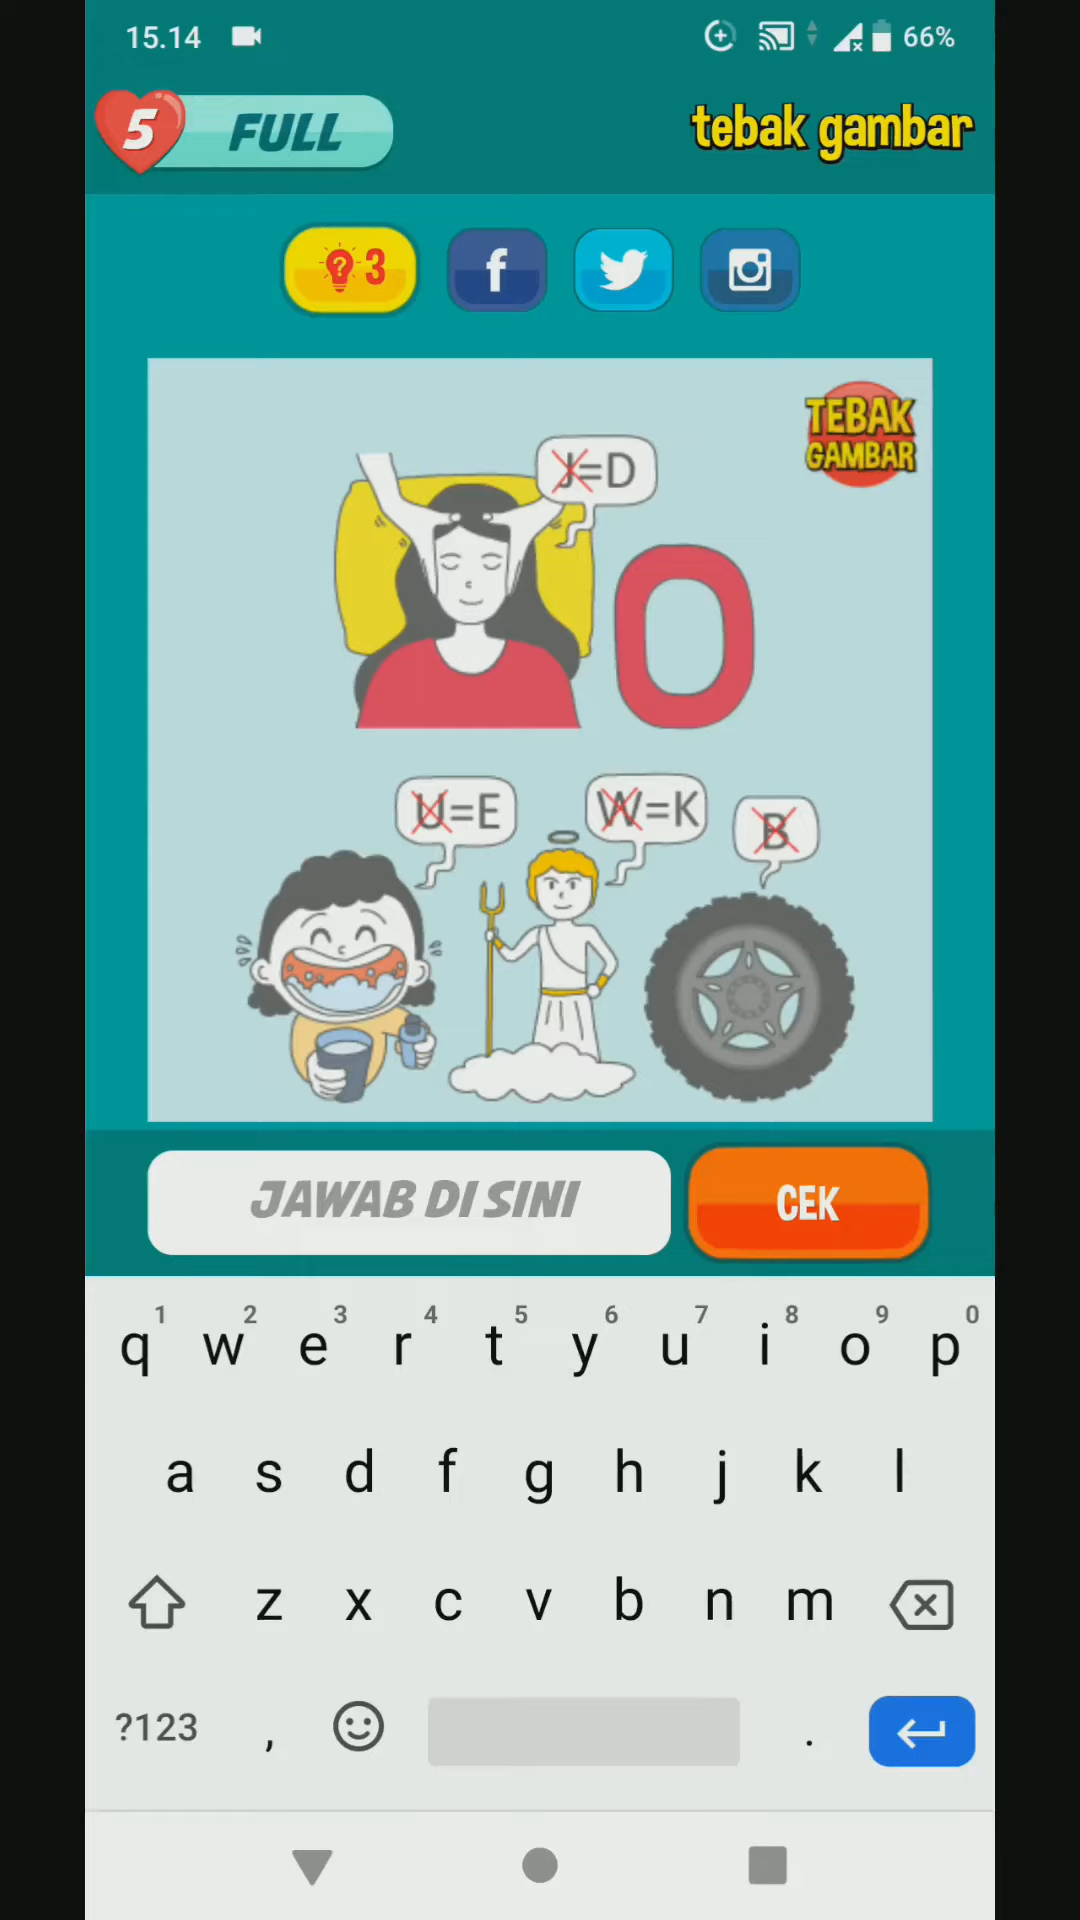 15.14 66%
5 FULL tebak gambar
3 f
TEBAK
GAMBAR
J=D
O
U=E W=K B
JAWAB DI SINI CEK
1 2 3 4 5 6 7 8 9 0
q w e r t y u i o p
a s d f g h j k l
z x c v b n m
?123 , .